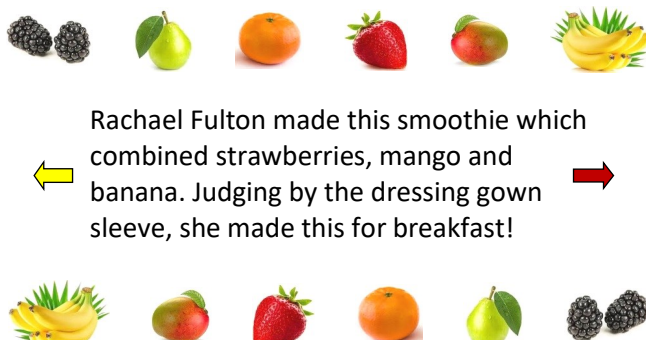 Rachael Fulton made this smoothie which
combined strawberries, mango and
banana. Judging by the dressing gown
sleeve, she made this for breakfast!